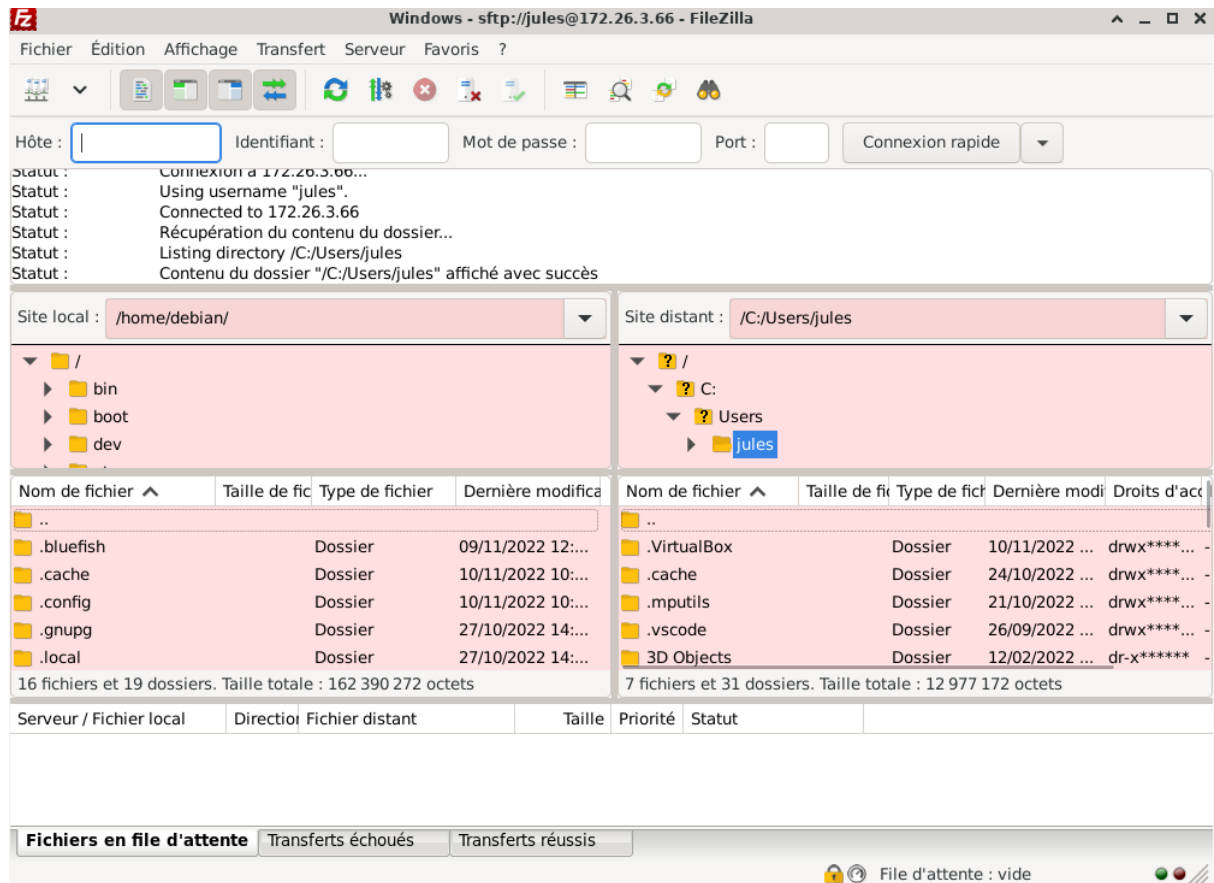 Windows - sftp://jules@172.26.3.66 - FileZilla
Fichier Édition Affichage Transfert Serveur Favoris ?
Hôte : Identifiant : Mot de passe : Port : Connexion rapide
Statut : Connexion à 172.26.3.66...
Statut : Using username "jules".
Statut : Connected to 172.26.3.66
Statut : Récupération du contenu du dossier...
Statut : Listing directory /C:/Users/jules
Statut : Contenu du dossier "/C:/Users/jules" affiché avec succès
Site local : /home/debian/
/
bin
boot
dev
Site distant : /C:/Users/jules
? /
? C:
? Users
jules
Nom de fichier Taille de fic Type de fichier Dernière modifica
..
.bluefish Dossier 09/11/2022 12:...
.cache Dossier 10/11/2022 10:...
.config Dossier 10/11/2022 10:...
.gnupg Dossier 27/10/2022 14:...
.local Dossier 27/10/2022 14:...
16 fichiers et 19 dossiers. Taille totale : 162 390 272 octets
Nom de fichier Taille de fic Type de fich Dernière modi Droits d'acc
..
.VirtualBox Dossier 10/11/2022 ... drwx****... -
.cache Dossier 24/10/2022 ... drwx****... -
.mputils Dossier 21/10/2022 ... drwx****... -
.vscode Dossier 26/09/2022 ... drwx****... -
3D Objects Dossier 12/02/2022 ... dr-x****** -
7 fichiers et 31 dossiers. Taille totale : 12 977 172 octets
Serveur / Fichier local Direction Fichier distant Taille Priorité Statut
Fichiers en file d'attente Transferts échoués Transferts réussis
File d'attente : vide